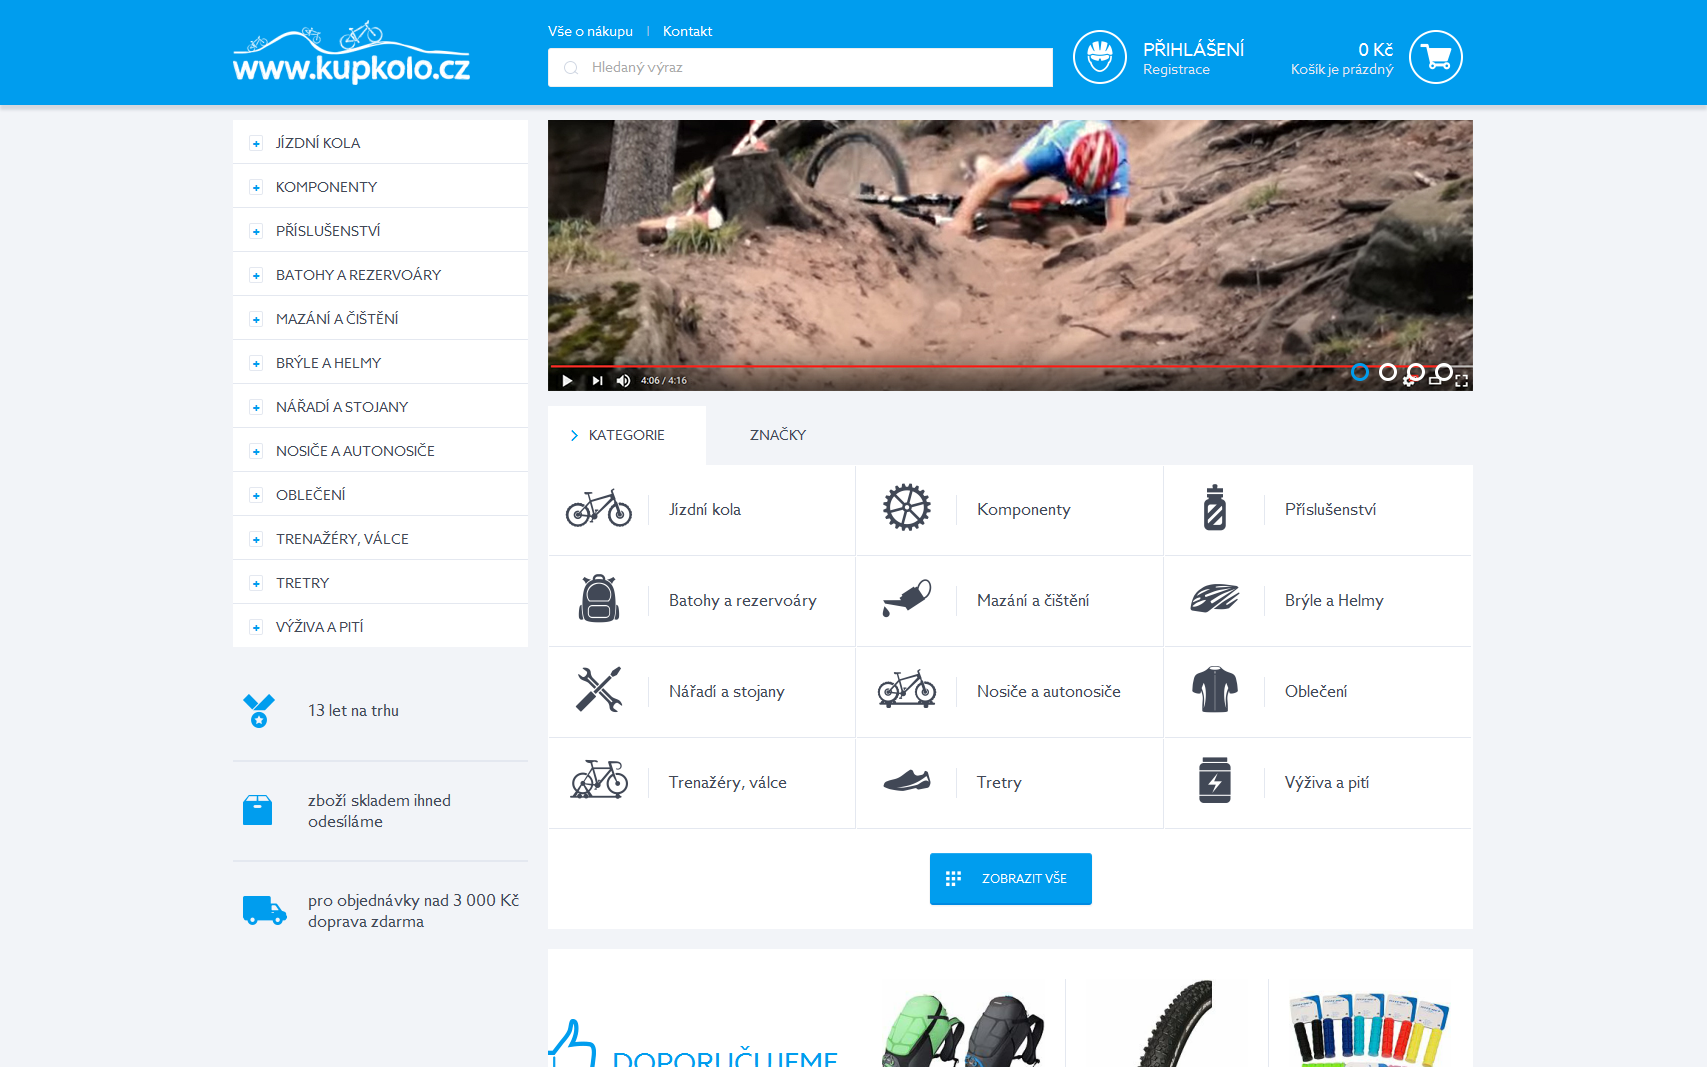 www.kupkolo.cz
Vše o nákupu | Kontakt
Hledaný výraz
PŘIHLÁŠENÍ
Registrace
0 Kč
Košík je prázdný
JÍZDNÍ KOLA
KOMPONENTY
PŘÍSLUŠENSTVÍ
BATOHY A REZERVOÁRY
MAZÁNÍ A ČIŠTĚNÍ
BRÝLE A HELMY
NÁŘADÍ A STOJANY
NOSIČE A AUTONOSIČE
OBLEČENÍ
TRENAŽÉRY, VÁLCE
TRETRY
VÝŽIVA A PITÍ
13 let na trhu
zboží skladem ihned
odesíláme
pro objednávky nad 3 000 Kč
doprava zdarma
4:06 / 4:16
KATEGORIE
ZNAČKY
Jízdní kola
Komponenty
Příslušenství
Batohy a rezervoáry
Mazání a čištění
Brýle a Helmy
Nářadí a stojany
Nosiče a autonosiče
Oblečení
Trenažéry, válce
Tretry
Výživa a pití
ZOBRAZIT VŠE
DOPORUČUJEME